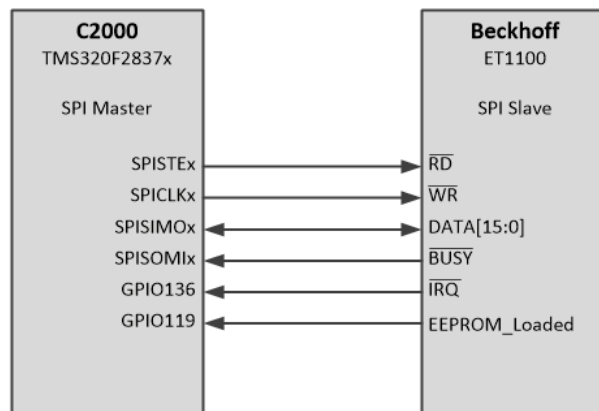 C2000
TMS320F2837x
SPI Master
SPISTEx
SPICLKx
SPISIMOx
SPISOMIx
GPIO136
GPIO119
Beckhoff
ET1100
SPI Slave
RD
WR
DATA[15:0]
BUSY
IRQ
EEPROM_Loaded